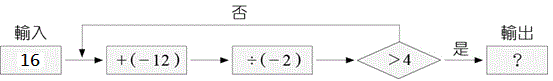 否
輸入
輸出
16
+(－12)
÷(－2)
>4
是
?